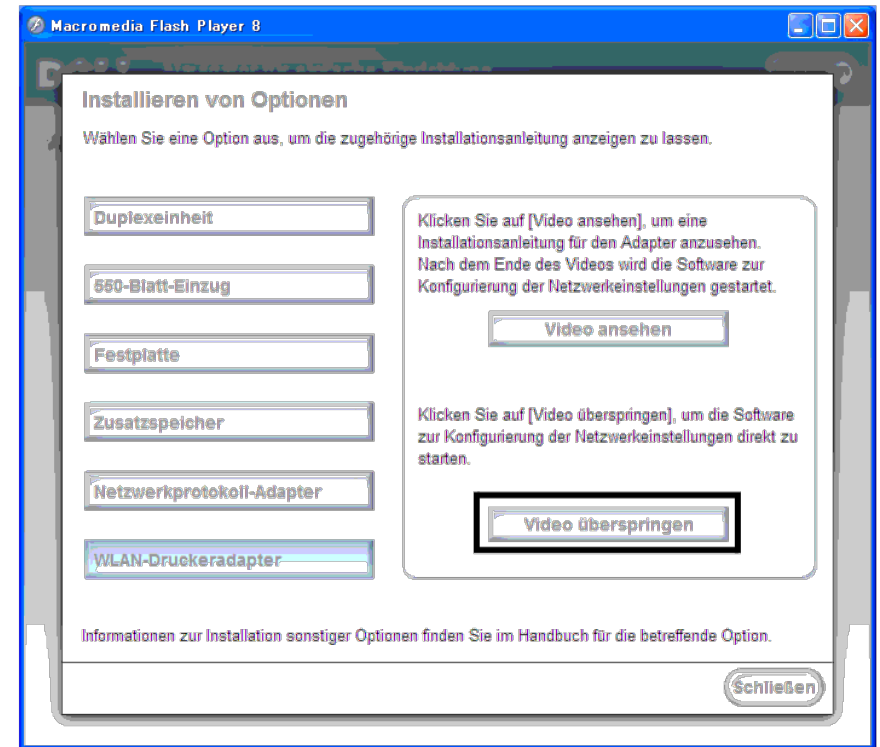 Macromedia Flash Player 8
Installieren von Optionen
Wählen Sie eine Option aus, um die zugehörige Installationsanleitung anzeigen zu lassen.
Duplexeinheit
550-Blatt-Einzug
Festplatte
Zusatzspeicher
Netzwerkprotokoll-Adapter
WLAN-Druckeradapter
Klicken Sie auf [Video ansehen], um eine
Installationsanleitung für den Adapter anzusehen.
Nach dem Ende des Videos wird die Software zur
Konfigurierung der Netzwerkeinstellungen gestartet.
Video ansehen
Klicken Sie auf [Video überspringen], um die Software
zur Konfigurierung der Netzwerkeinstellungen direkt zu
starten.
Video überspringen
Informationen zur Installation sonstiger Optionen finden Sie im Handbuch für die betreffende Option.
Schließen